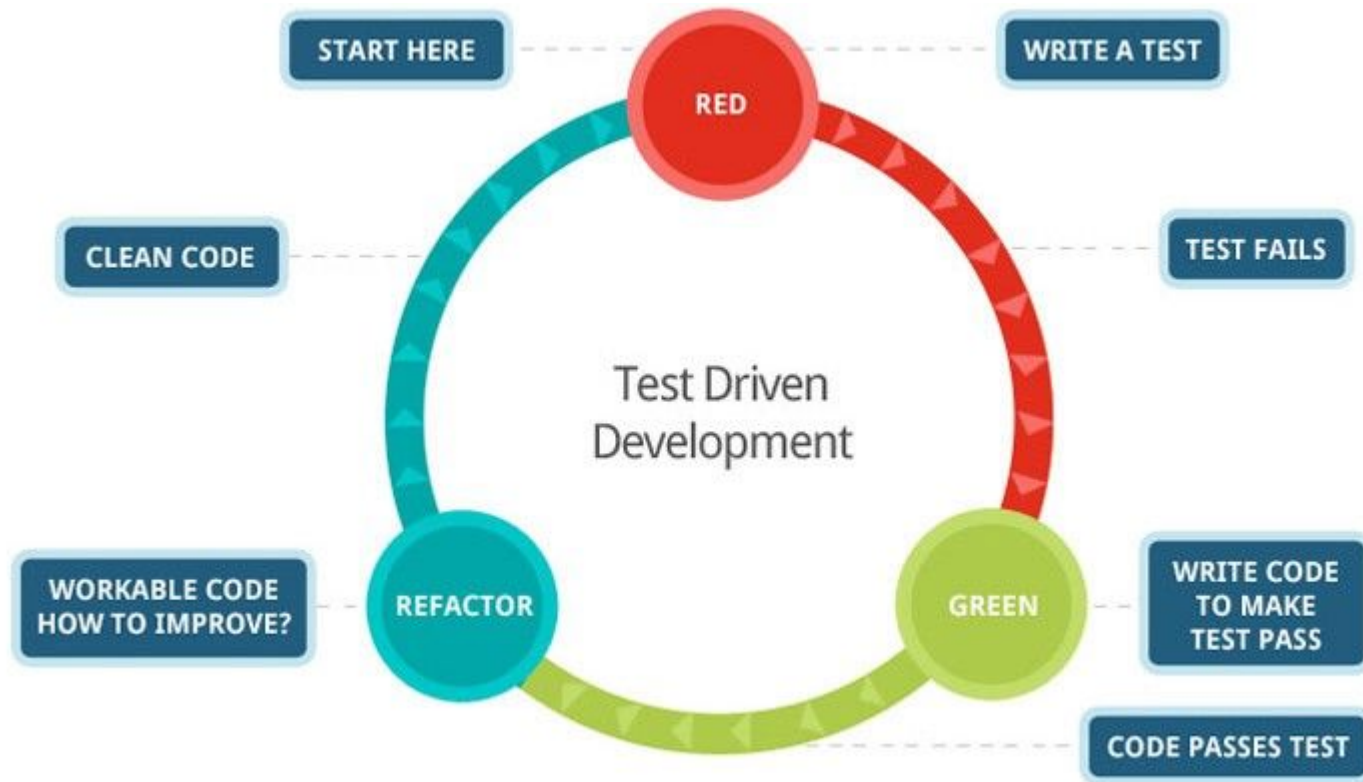 START HERE
WRITE A TEST
RED
CLEAN CODE
TEST FAILS
Test Driven
Development
WORKABLE CODE
HOW TO IMPROVE?
REFACTOR
GREEN
WRITE CODE
TO MAKE
TEST PASS
CODE PASSES TEST